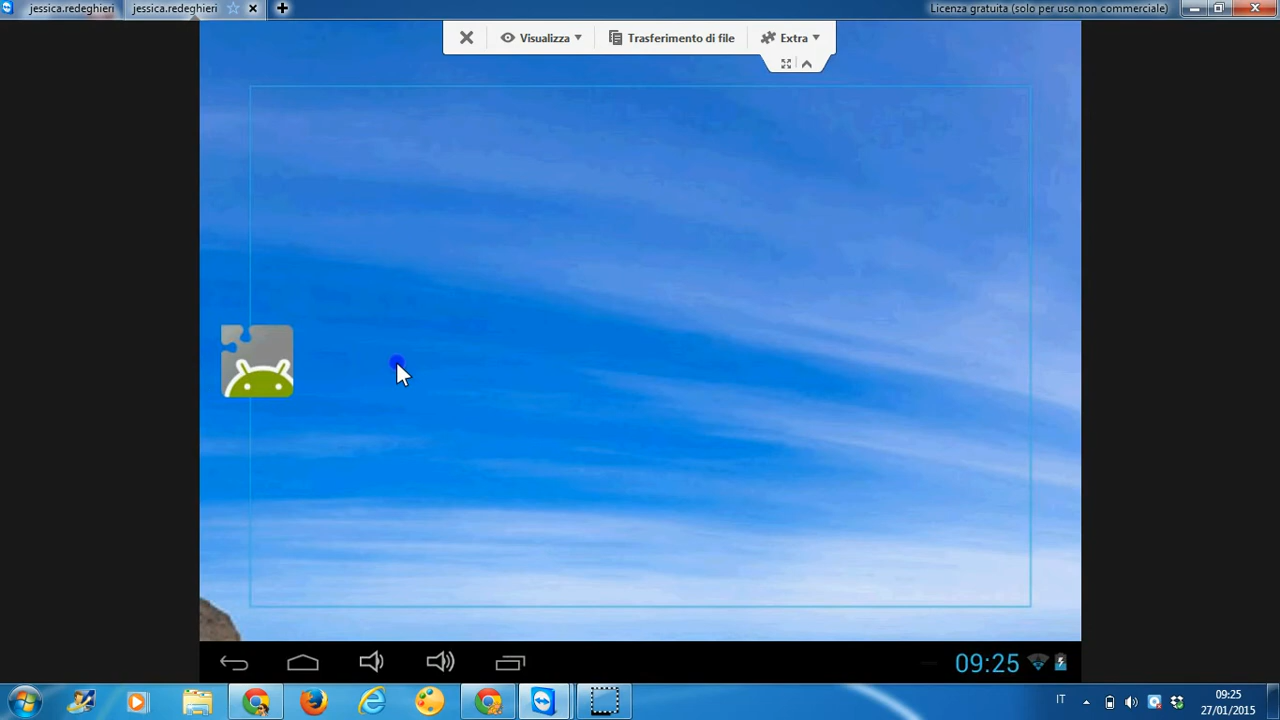 jessica.redeghieri
jessica.redeghieri
Licenza gratuita (solo per uso non commerciale)
Visualizza
Trasferimento di file
Extra
09:25
IT
09:25
27/01/2015